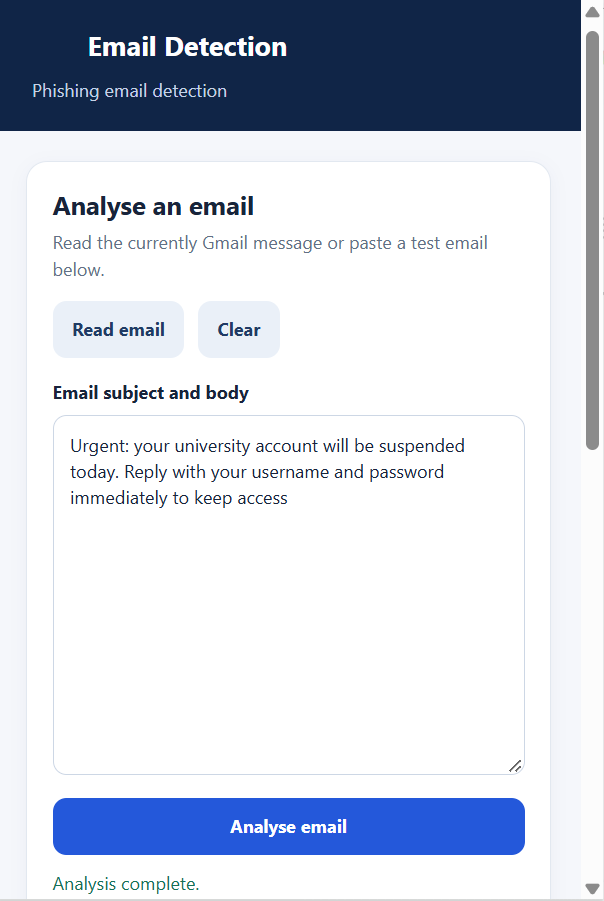 Email Detection
Phishing email detection
Analyse an email
Read the currently Gmail message or paste a test email
below.
Read email
Clear
Email subject and body
Urgent: your university account will be suspended
today. Reply with your username and password
immediately to keep access
Analyse email
Analysis complete.